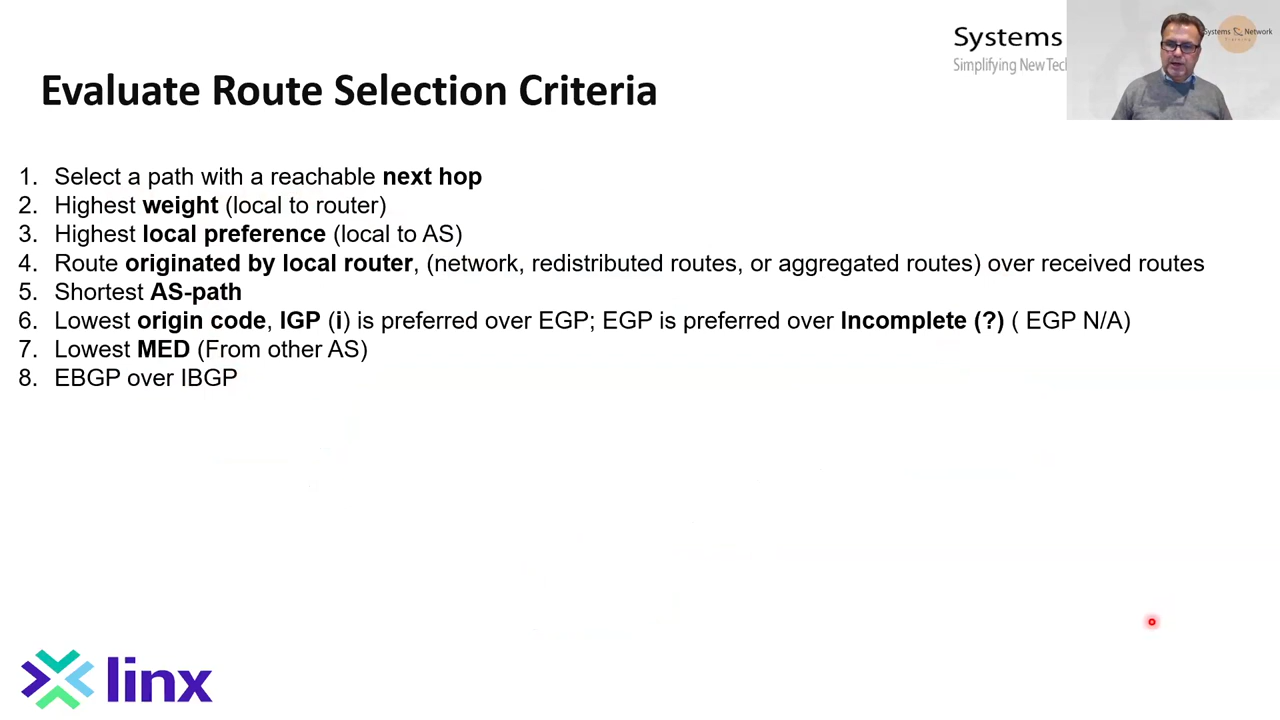 Systems
Simplifying New Tech
Systems Network
Evaluate Route Selection Criteria
1. Select a path with a reachable next hop
2. Highest weight (local to router)
3. Highest local preference (local to AS)
4. Route originated by local router, (network, redistributed routes, or aggregated routes) over received routes
5. Shortest AS-path
6. Lowest origin code, IGP (i) is preferred over EGP; EGP is preferred over Incomplete (?) ( EGP N/A)
7. Lowest MED (From other AS)
8. EBGP over IBGP
linx